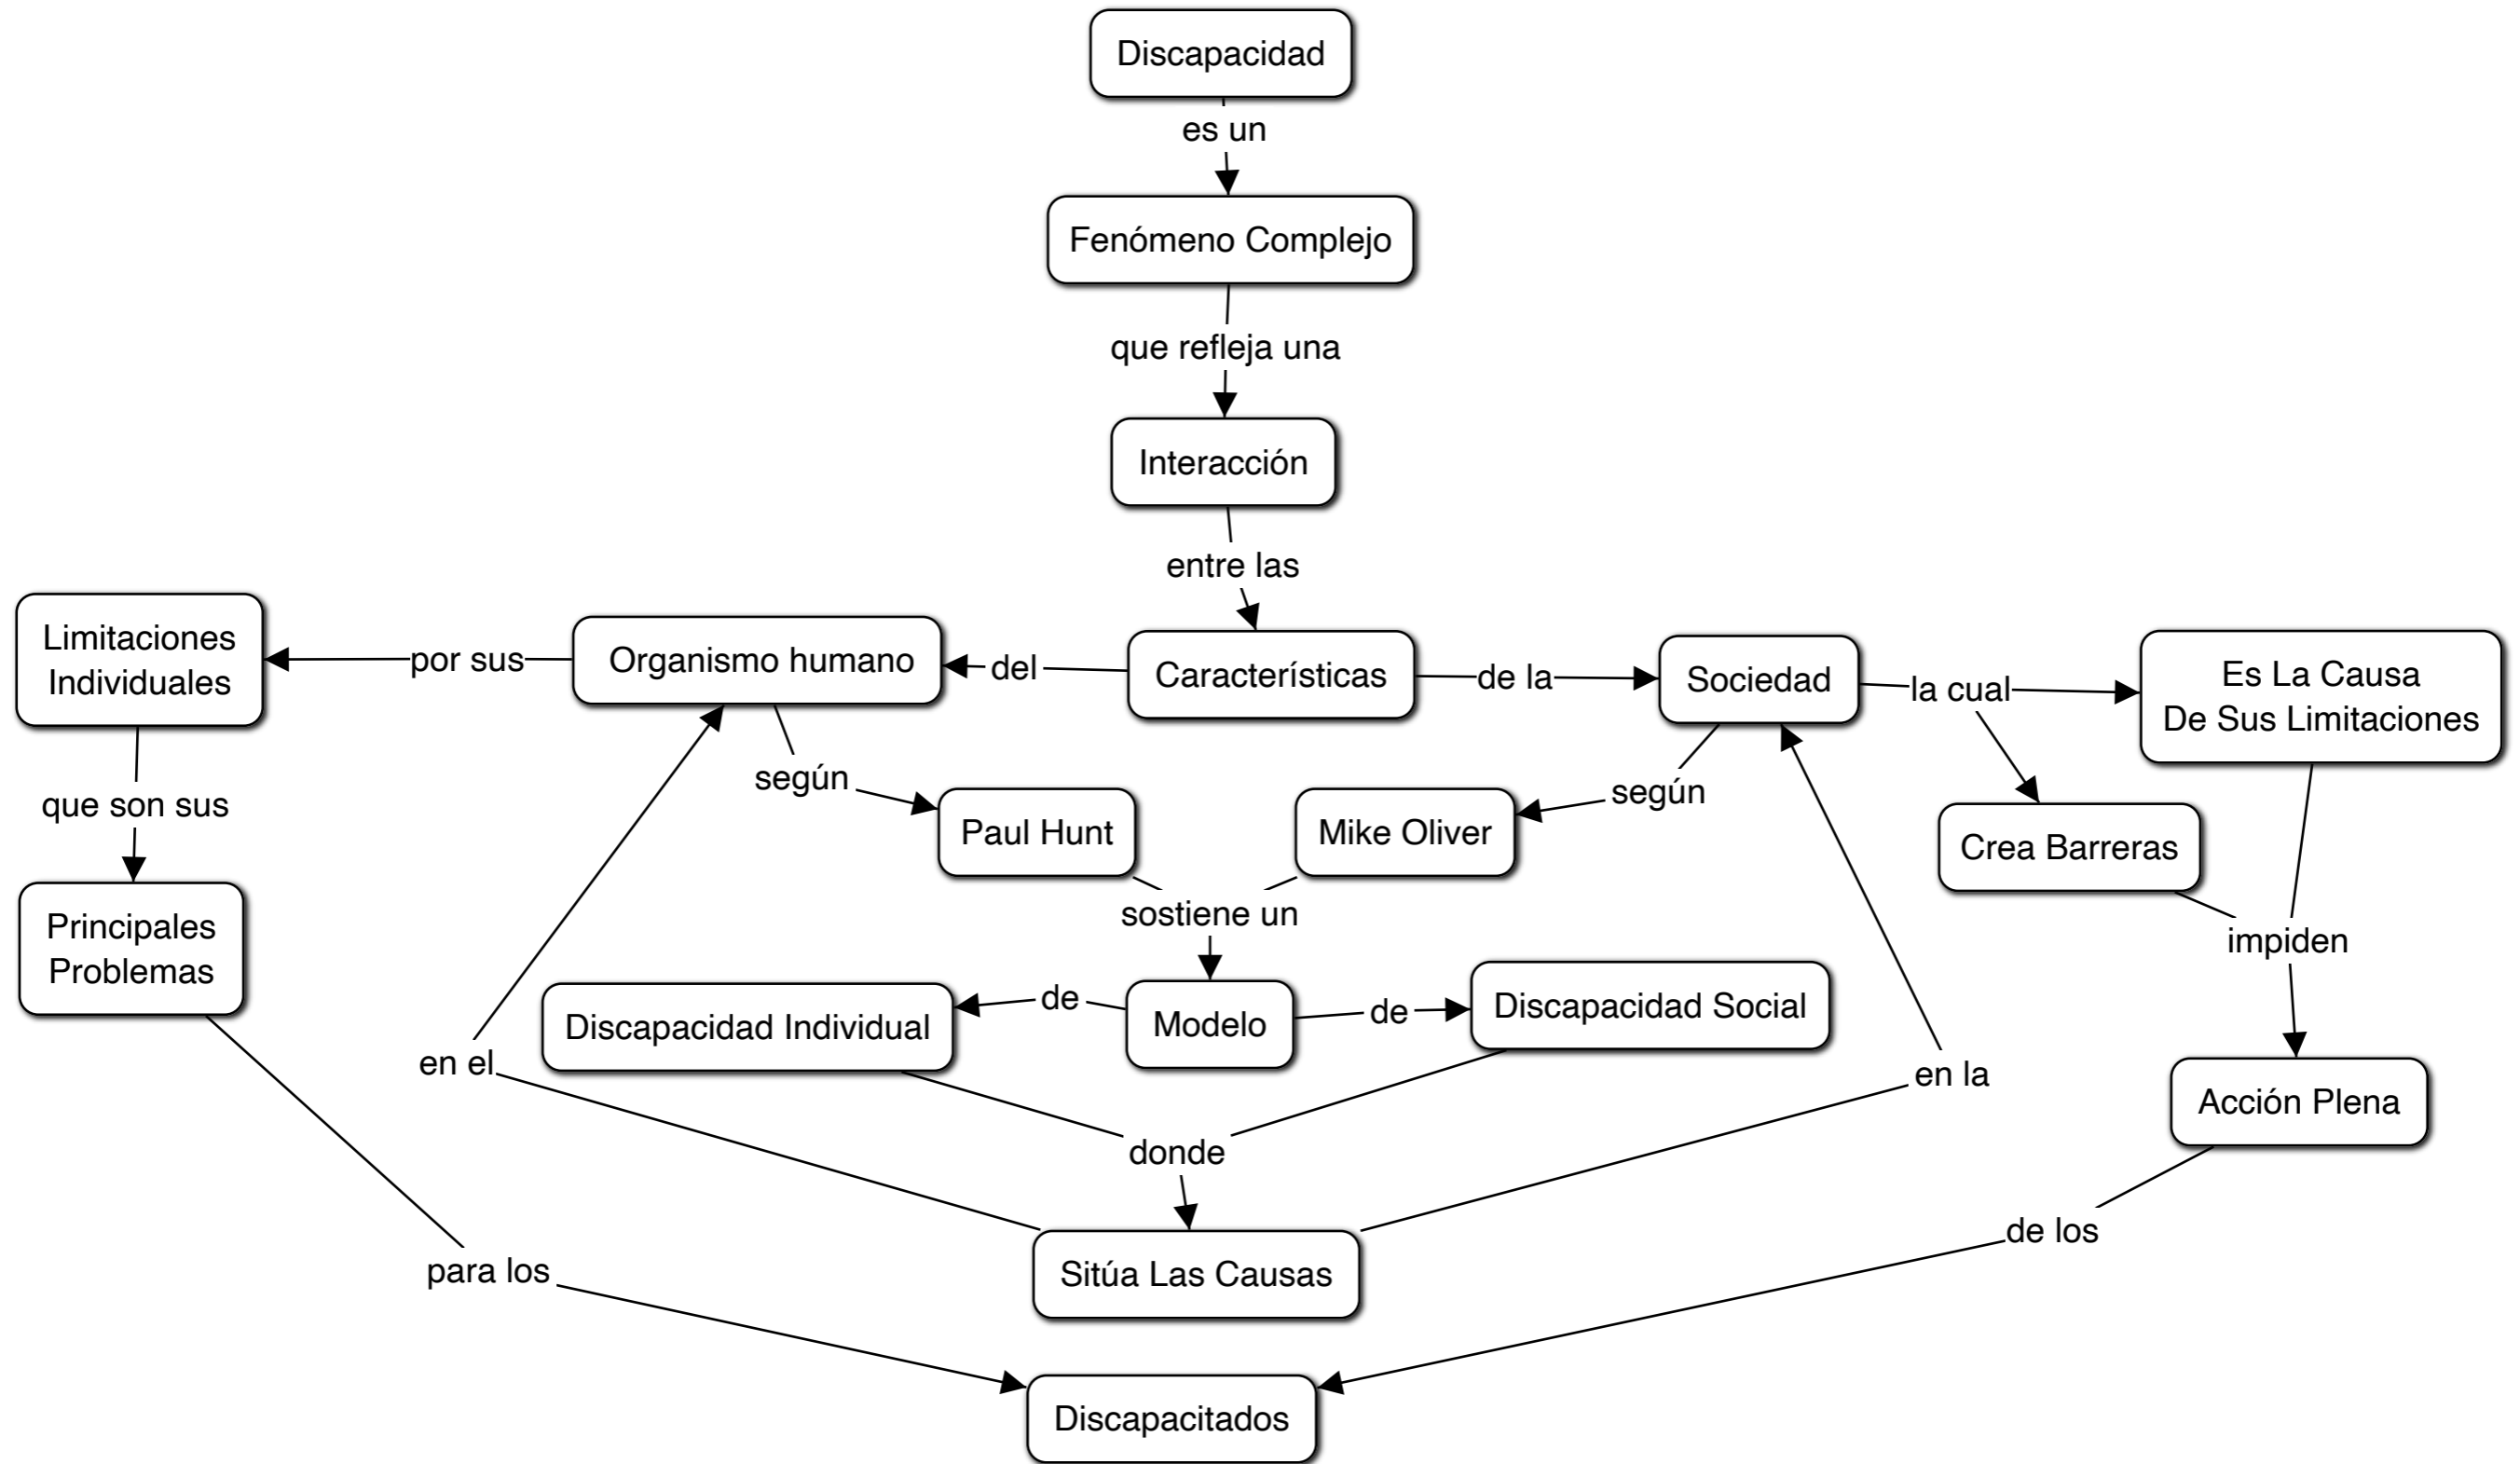 Discapacidad
es un
Fenómeno Complejo
que refleja una
Interacción
entre las
Limitaciones
Individuales
por sus
Organismo humano
del
Características
de la
Sociedad
la cual
Es La Causa
De Sus Limitaciones
que son sus
según
según
Paul Hunt
Mike Oliver
Crea Barreras
sostiene un
impiden
Principales
Problemas
Discapacidad Individual
de
Modelo
de
Discapacidad Social
en el
en la
Acción Plena
donde
para los
Sitúa Las Causas
de los
Discapacitados